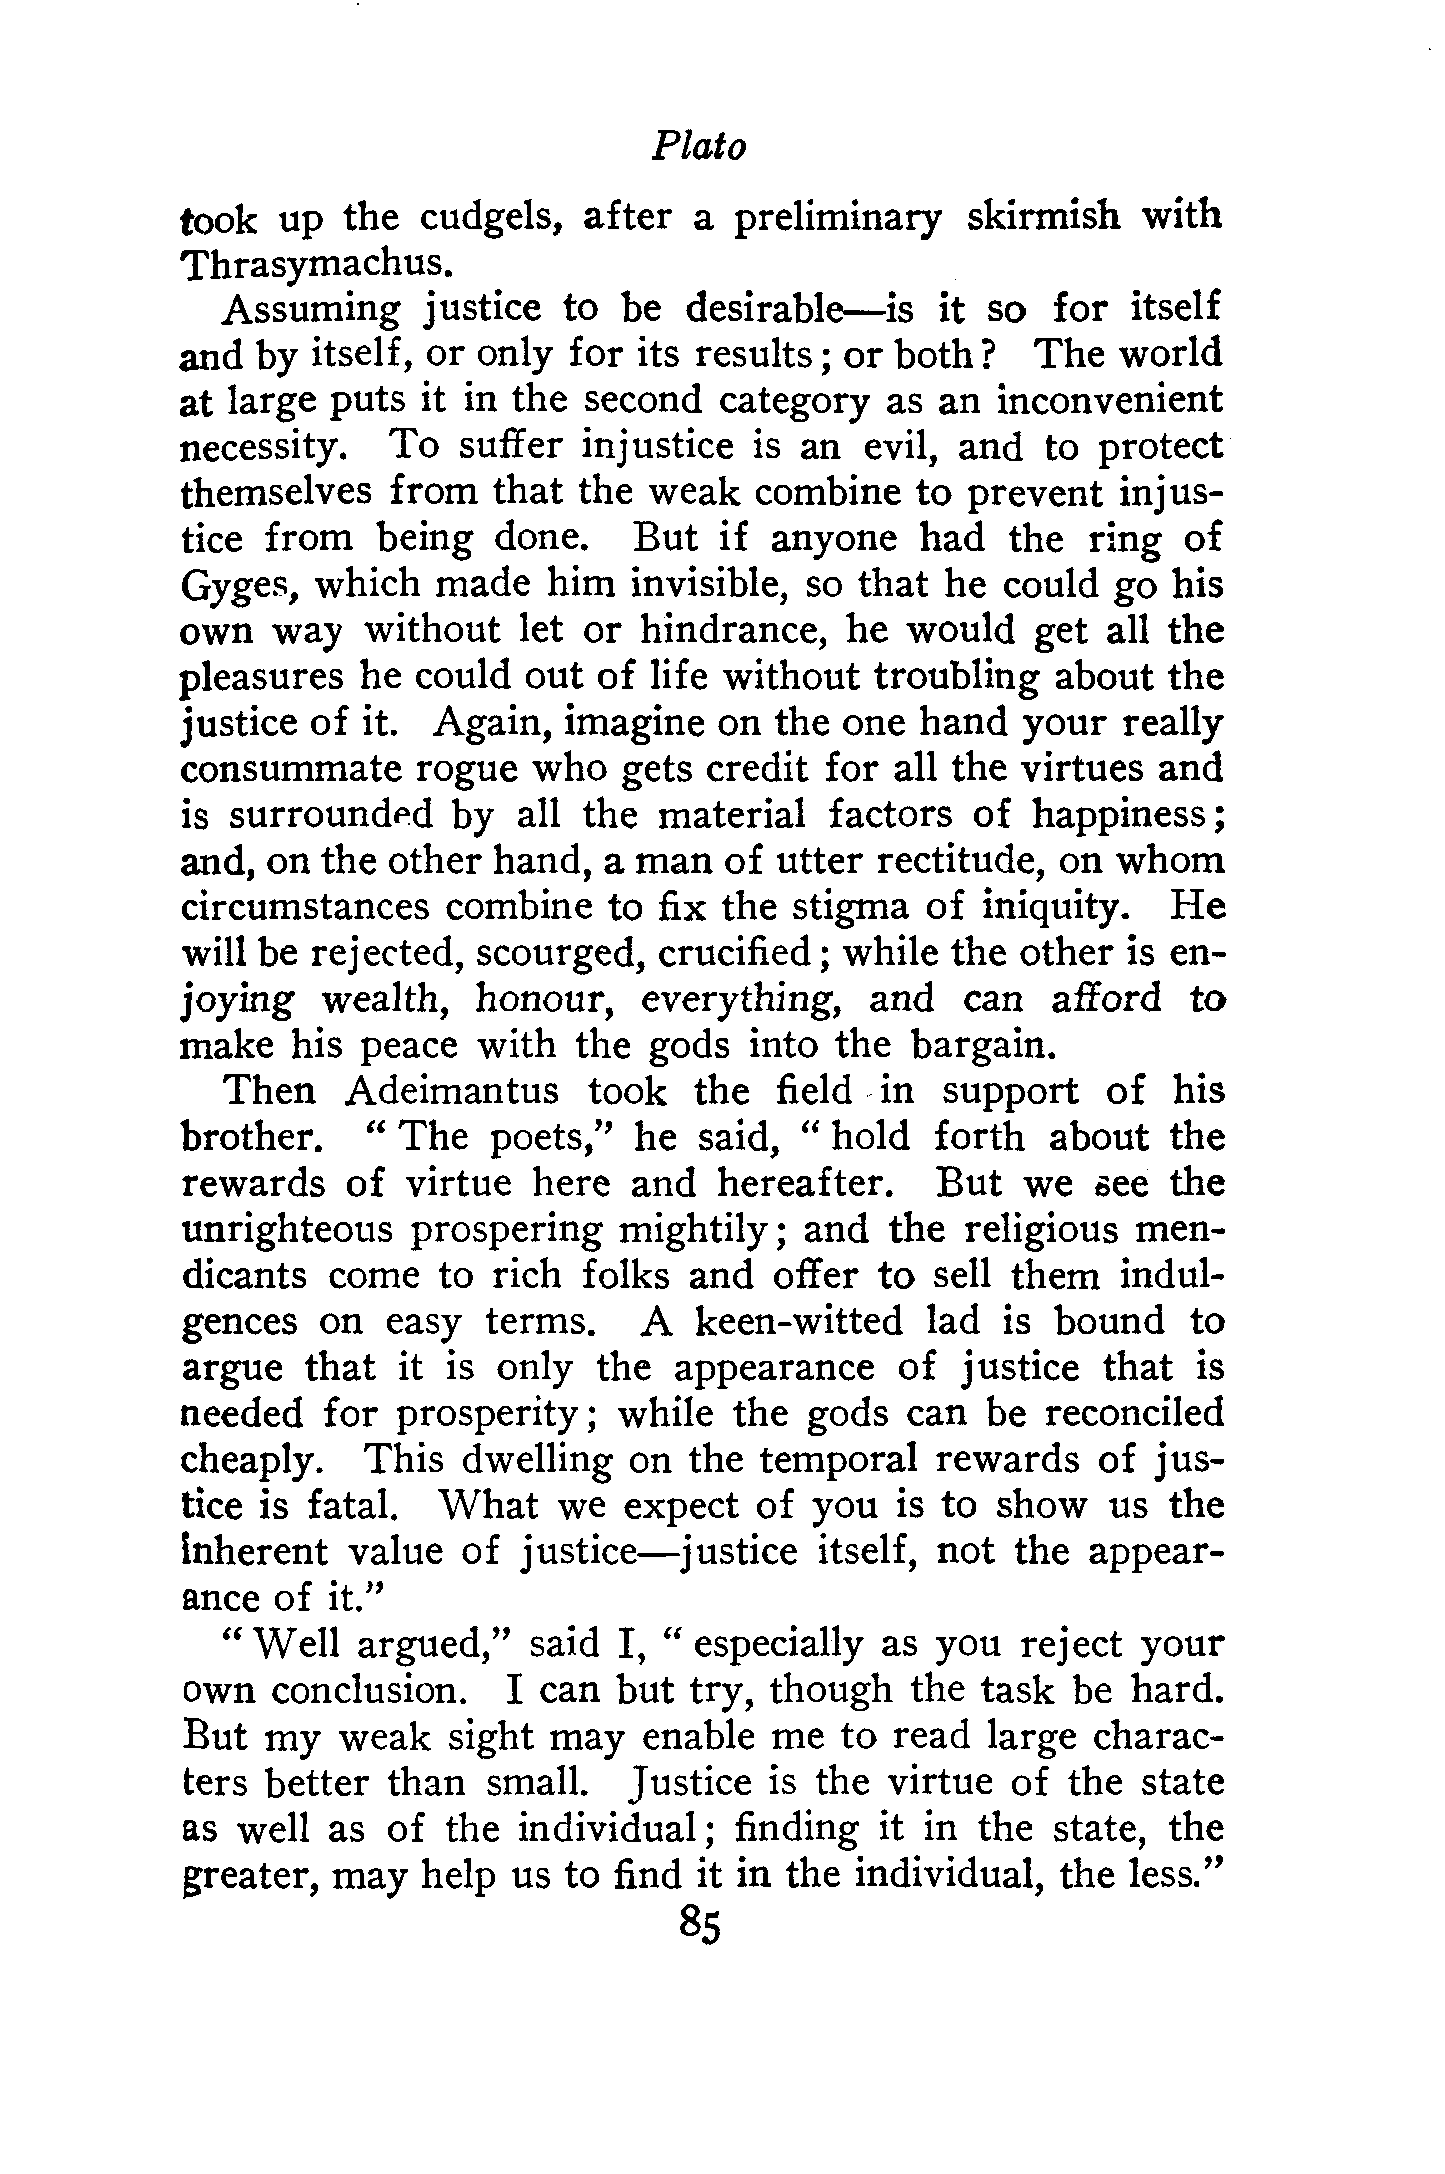 Plato
took up the cudgels, after a preliminary skirmish with
Thrasymachus.
Assuming justice to be desirable—is it so for itself
and by itself, or only for its results; or both? The world
at large puts it in the second category as an inconvenient
necessity. To suffer injustice is an evil, and to protect
themselves from that the weak combine to prevent injus-
tice from being done. But if anyone had the ring of
Gyges, which made him invisible, so that he could go his
own way without let or hindrance, he would get all the
pleasures he could out of life without troubling about the
justice of it. Again, imagine on the one hand your really
consummate rogue who gets credit for all the virtues and
is surrounded by all the material factors of happiness;
and, on the other hand, a man of utter rectitude, on whom
circumstances combine to fix the stigma of iniquity. He
will be rejected, scourged, crucified; while the other is en-
joying wealth, honour, everything, and can afford to
make his peace with the gods into the bargain.
Then Adeimantus took the field in support of his
brother. "The poets," he said, "hold forth about the
rewards of virtue here and hereafter. But we see the
unrighteous prospering mightily; and the religious men-
dicants come to rich folks and offer to sell them indul-
gences on easy terms. A keen-witted lad is bound to
argue that it is only the appearance of justice that is
needed for prosperity; while the gods can be reconciled
cheaply. This dwelling on the temporal rewards of jus-
tice is fatal. What we expect of you is to show us the
inherent value of justice—justice itself, not the appear-
ance of it."
"Well argued," said I, "especially as you reject your
own conclusion. I can but try, though the task be hard.
But my weak sight may enable me to read large charac-
ters better than small. Justice is the virtue of the state
as well as of the individual; finding it in the state, the
greater, may help us to find it in the individual, the less."
85